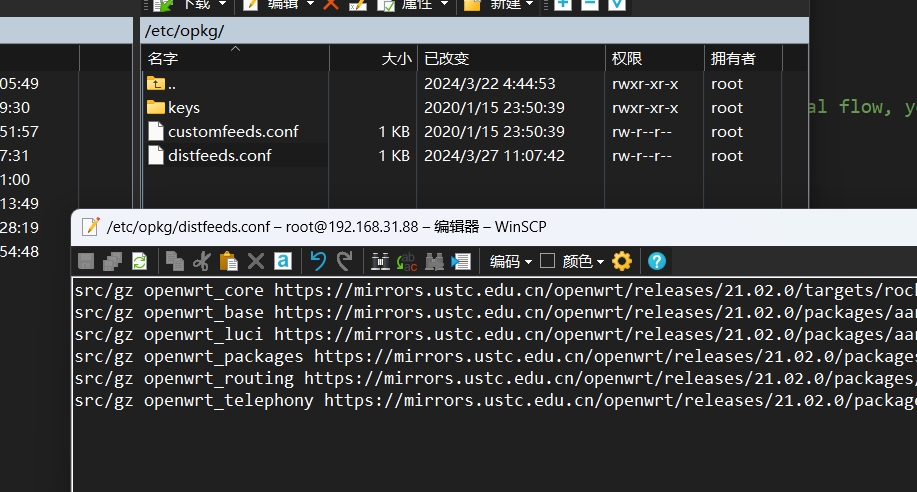 下载 编辑 属性 新建
/etc/opkg/
名字 大小 已改变 权限 拥有者
05:49 .. 2024/3/22 4:44:53 rwxr-xr-x root
9:30 keys 2020/1/15 23:50:39 rwxr-xr-x root
al flow, y
51:57 customfeeds.conf 1 KB 2020/1/15 23:50:39 rw-r--r-- root
7:31 distfeeds.conf 1 KB 2024/3/27 11:07:42 rw-r--r-- root
1:00
13:49
28:19 /etc/opkg/distfeeds.conf – root@192.168.31.88 – 编辑器 – WinSCP
54:48 编码 颜色
src/gz openwrt_core https://mirrors.ustc.edu.cn/openwrt/releases/21.02.0/targets/roc
src/gz openwrt_base https://mirrors.ustc.edu.cn/openwrt/releases/21.02.0/packages/aar
src/gz openwrt_luci https://mirrors.ustc.edu.cn/openwrt/releases/21.02.0/packages/aar
src/gz openwrt_packages https://mirrors.ustc.edu.cn/openwrt/releases/21.02.0/packages
src/gz openwrt_routing https://mirrors.ustc.edu.cn/openwrt/releases/21.02.0/packages/
src/gz openwrt_telephony https://mirrors.ustc.edu.cn/openwrt/releases/21.02.0/package